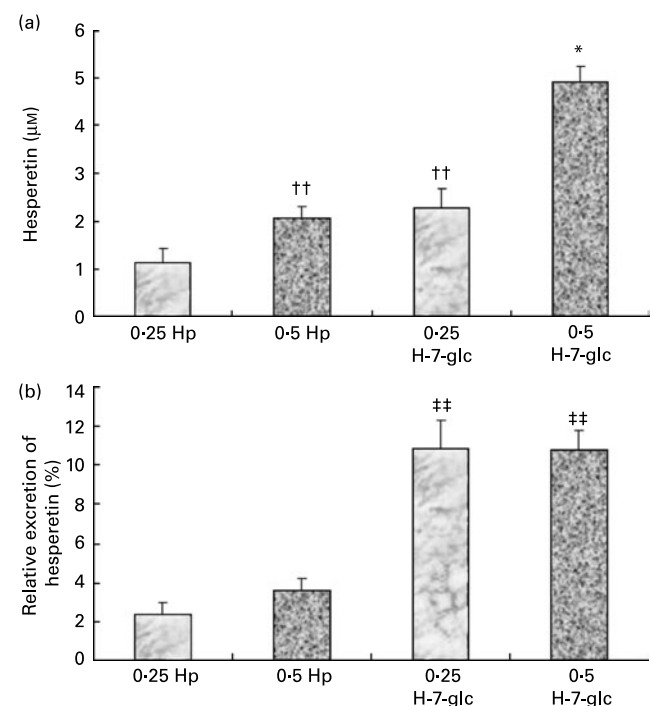 (a)
Hesperetin (μM)
6
5
4
3
2
1
0
††
††
*
0·25 Hp
0·5 Hp
0·25
H-7-glc
0·5
H-7-glc
(b)
Relative excretion of
hesperetin (%)
14
12
10
8
6
4
2
0
‡‡
‡‡
0·25 Hp
0·5 Hp
0·25
H-7-glc
0·5
H-7-glc